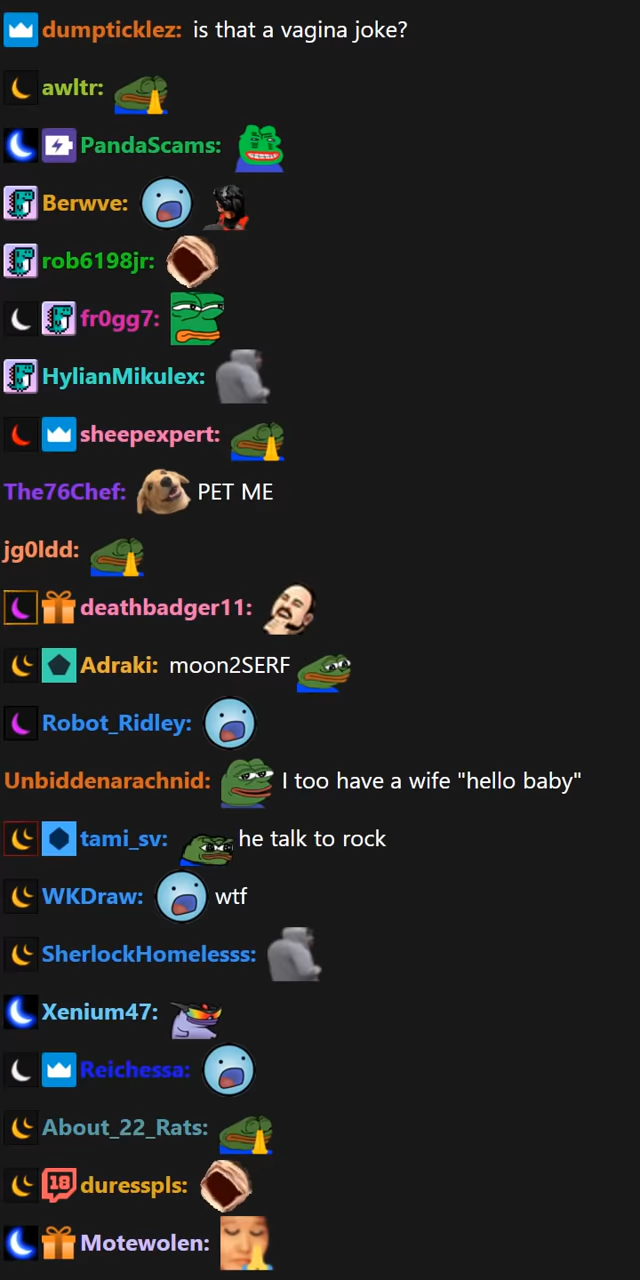 dumpticklez: is that a vagina joke?
awltr:
PandaScams:
Berwve:
rob6198jr:
fr0gg7:
HylianMikulex:
sheepexpert:
The76Chef: PET ME
jg0ldd:
deathbadger11:
Adraki: moon2SERF
Robot_Ridley:
Unbiddenarachnid: I too have a wife "hello baby"
tami_sv: he talk to rock
WKDraw: wtf
SherlockHomelesss:
Xenium47:
Reichessa:
About_22_Rats:
18 duresspls:
Motewolen: